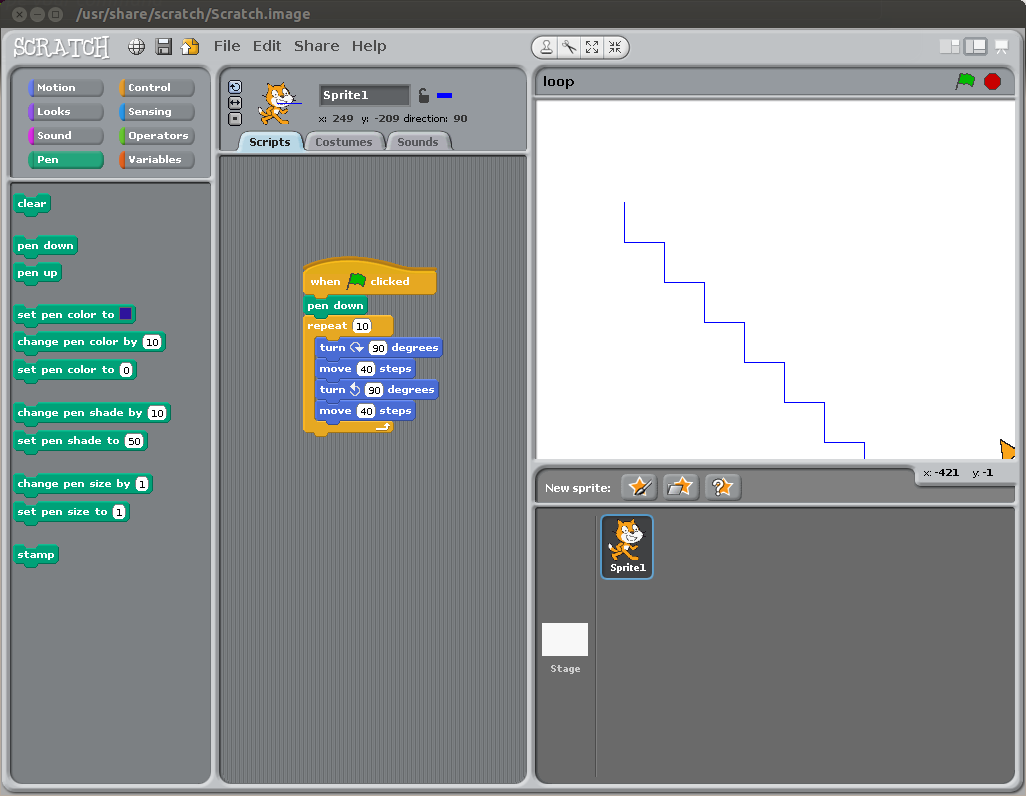 /usr/share/scratch/Scratch.image
SCRATCH File Edit Share Help
Motion Control
Looks Sensing
Sound Operators
Pen Variables
clear
pen down
pen up
set pen color to
change pen color by 10
set pen color to 0
change pen shade by 10
set pen shade to 50
change pen size by 1
set pen size to 1
stamp
Sprite1
x: 249 y: -209 direction: 90
Scripts Costumes Sounds
when clicked
pen down
repeat 10
turn 90 degrees
move 40 steps
turn 90 degrees
move 40 steps
loop
x: -421 y: -1
New sprite:
Sprite1
Stage